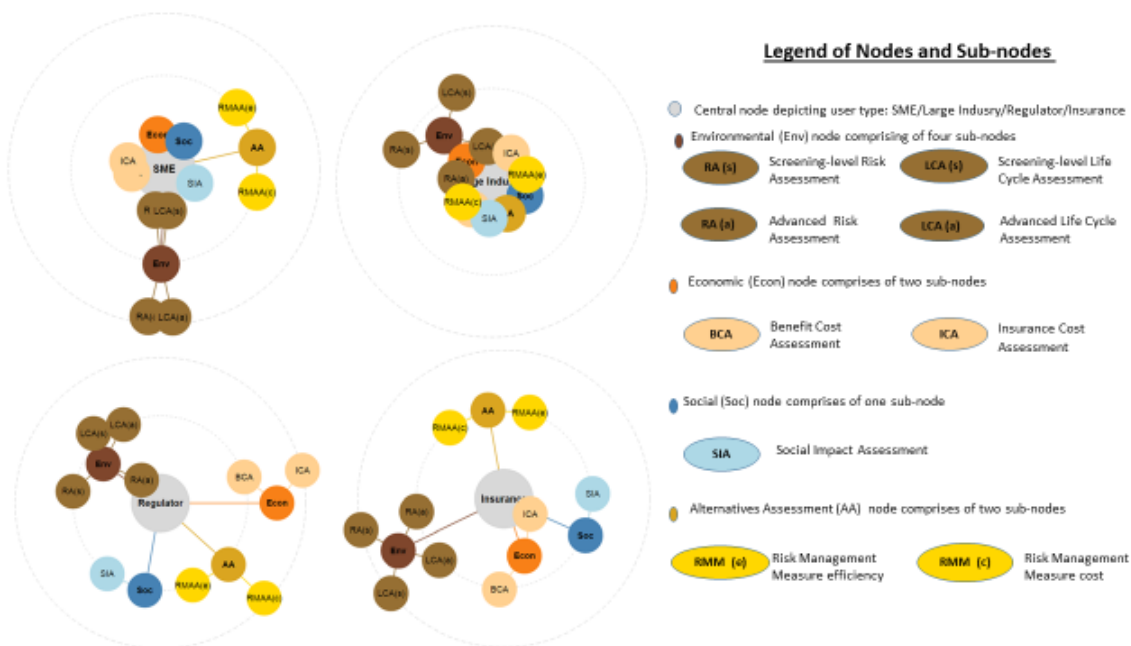 Legend of Nodes and Sub-nodes
Central node depicting user type: SME/Large Indusry/Regulator/Insurance
Environmental (Env) node comprising of four sub-nodes
RA (s)
Screening-level Risk
Assessment
LCA (s)
Screening-level Life
Cycle Assessment
RA (a)
Advanced Risk
Assessment
LCA (a)
Advanced Life Cycle
Assessment
Economic (Econ) node comprises of two sub-nodes
BCA
Benefit Cost
Assessment
ICA
Insurance Cost
Assessment
Social (Soc) node comprises of one sub-node
SIA
Social Impact Assessment
Alternatives Assessment (AA) node comprises of two sub-nodes
RMM (e)
Risk Management
Measure efficiency
RMM (c)
Risk Management
Measure cost
RMAA(e)
Soc
AA
ICA
SME
SIA
RMAA(c)
LCA(s)
Env
LCA(s)
LCA(s)
Env
RA(s)
LCA
ICA
RMAA(e)
RMAA(c)
Soc
SIA
LCA(s)
LCA(s)
Env
RA(s)
RA(s)
Regulator
BCA
ICA
Econ
SIA
Soc
AA
RMAA(e)
RMAA(c)
AA
RMAA(e)
RMAA(c)
SIA
ICA
RA(s)
RA(s)
Soc
Env
Econ
LCA(s)
LCA(s)
BCA